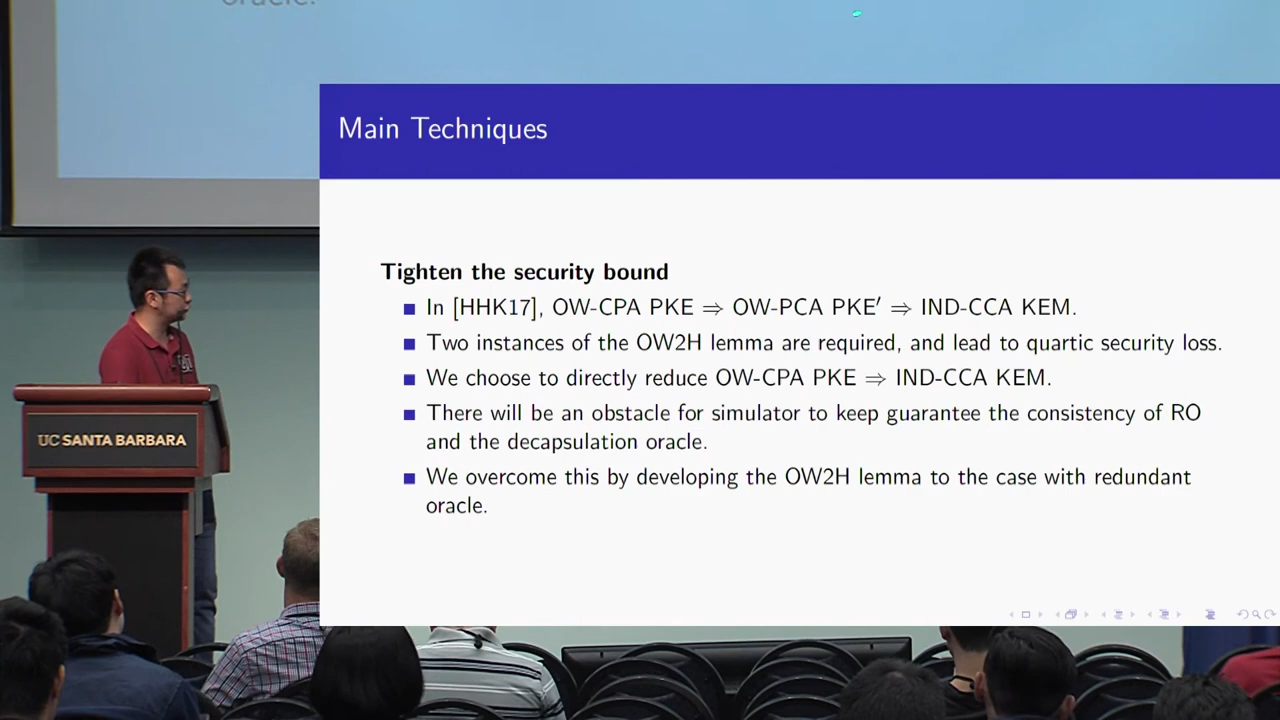 oracle.
Main Techniques
Tighten the security bound
In [HHK17], OW-CPA PKE ⇒ OW-PCA PKE′ ⇒ IND-CCA KEM.
Two instances of the OW2H lemma are required, and lead to quartic security loss.
We choose to directly reduce OW-CPA PKE ⇒ IND-CCA KEM.
There will be an obstacle for simulator to keep guarantee the consistency of RO
and the decapsulation oracle.
We overcome this by developing the OW2H lemma to the case with redundant
oracle.
UC SANTA BARBARA